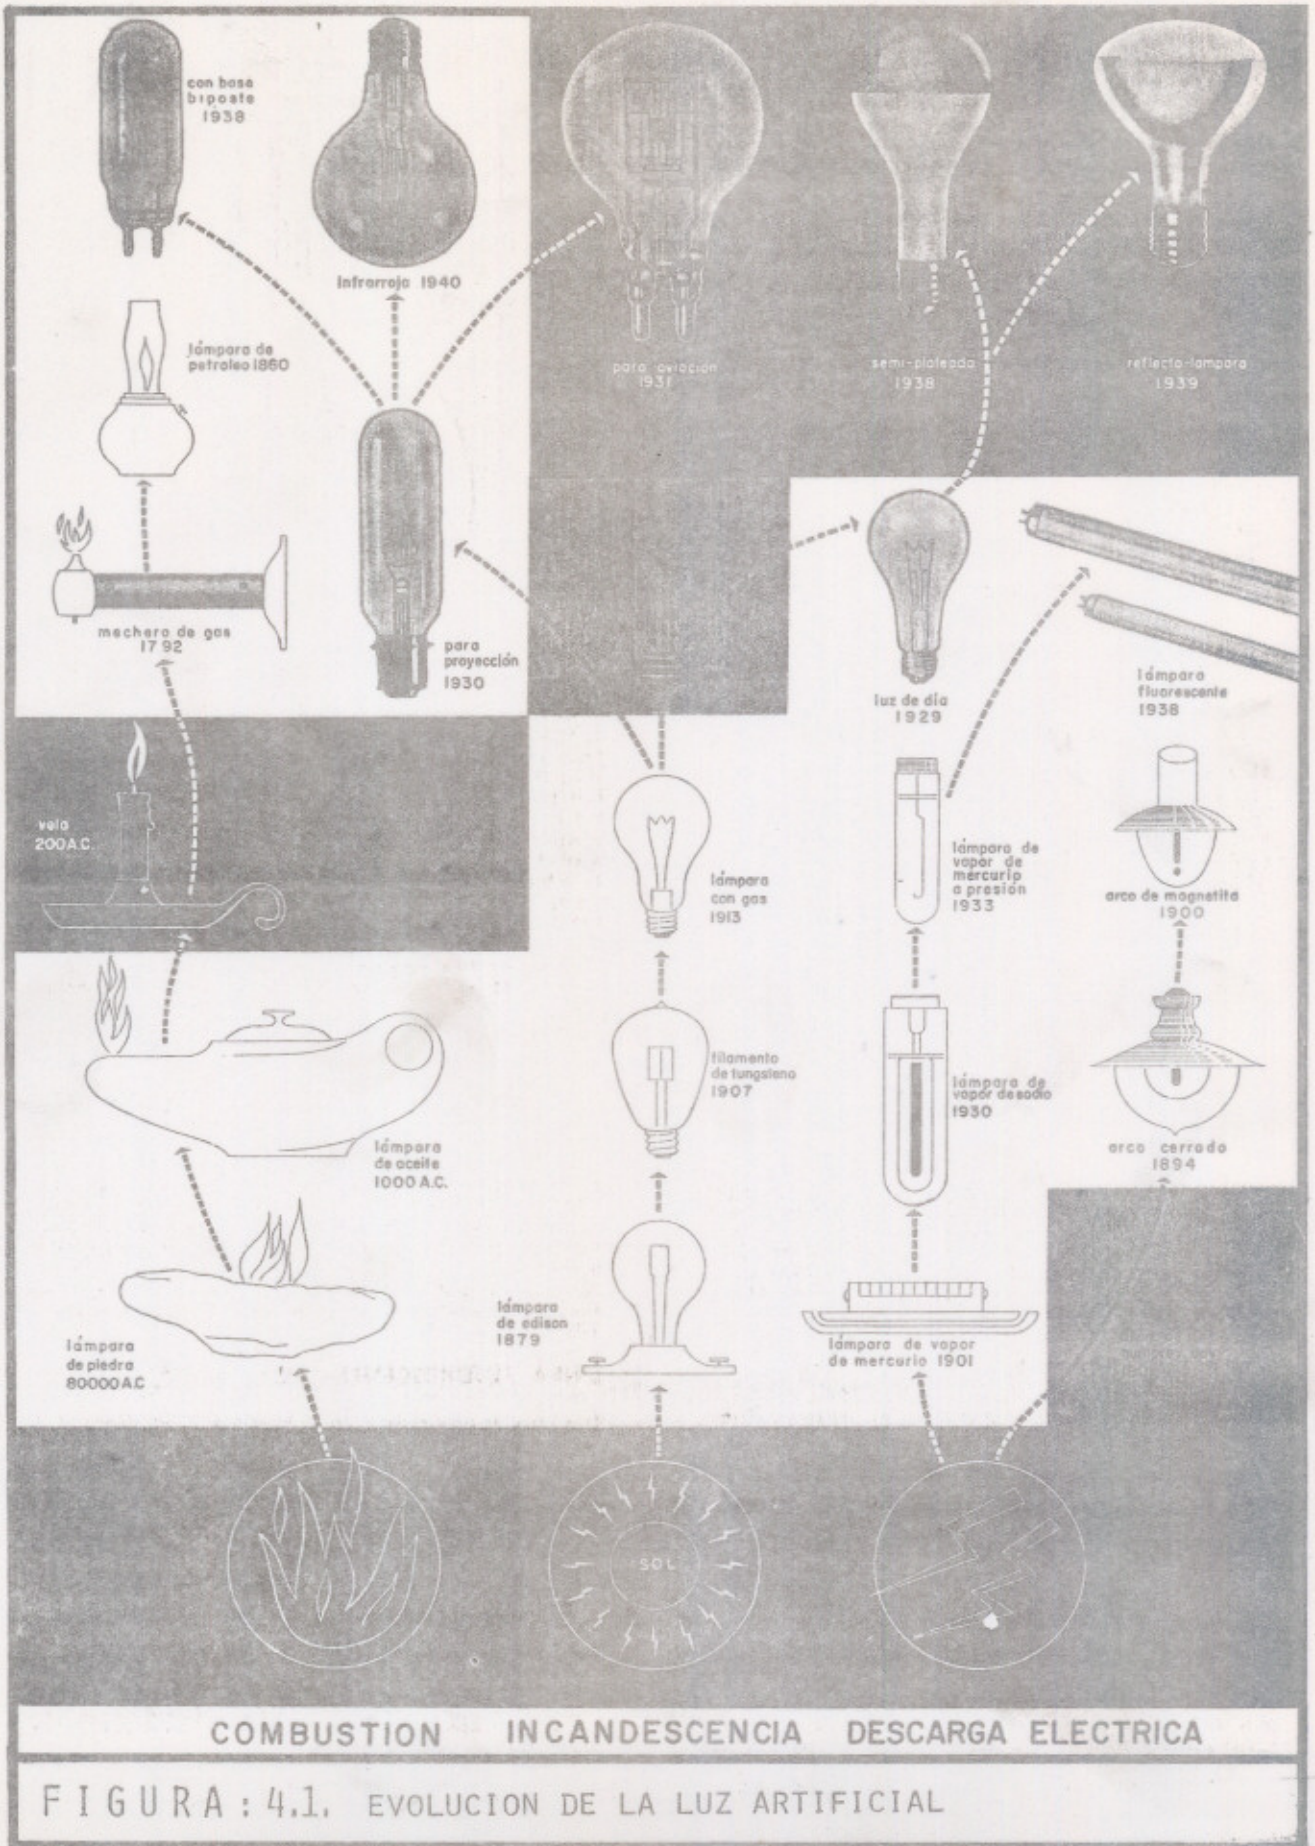 con base
biposte
1938
infrarroja 1940
para aviación
1931
semi-plateada
1938
reflecto-lampara
1939
lámpara de
petroleo 1860
mechero de gas
1792
para
proyección
1930
luz de dia
1929
lámpara
fluorescente
1938
vela
200 A.C.
lámpara
con gas
1913
lámpara de
vapor de
mercurio
a presión
1933
arco de magnetita
1900
lámpara
de aceite
1000 A.C.
filamento
de tungsteno
1907
lámpara de
vapor de sodio
1930
arco cerrado
1894
lámpara
de piedra
80000 A.C
lámpara
de edison
1879
lámpara de vapor
de mercurio 1901
SOL
COMBUSTION INCANDESCENCIA DESCARGA ELECTRICA
FIGURA: 4.1. EVOLUCION DE LA LUZ ARTIFICIAL